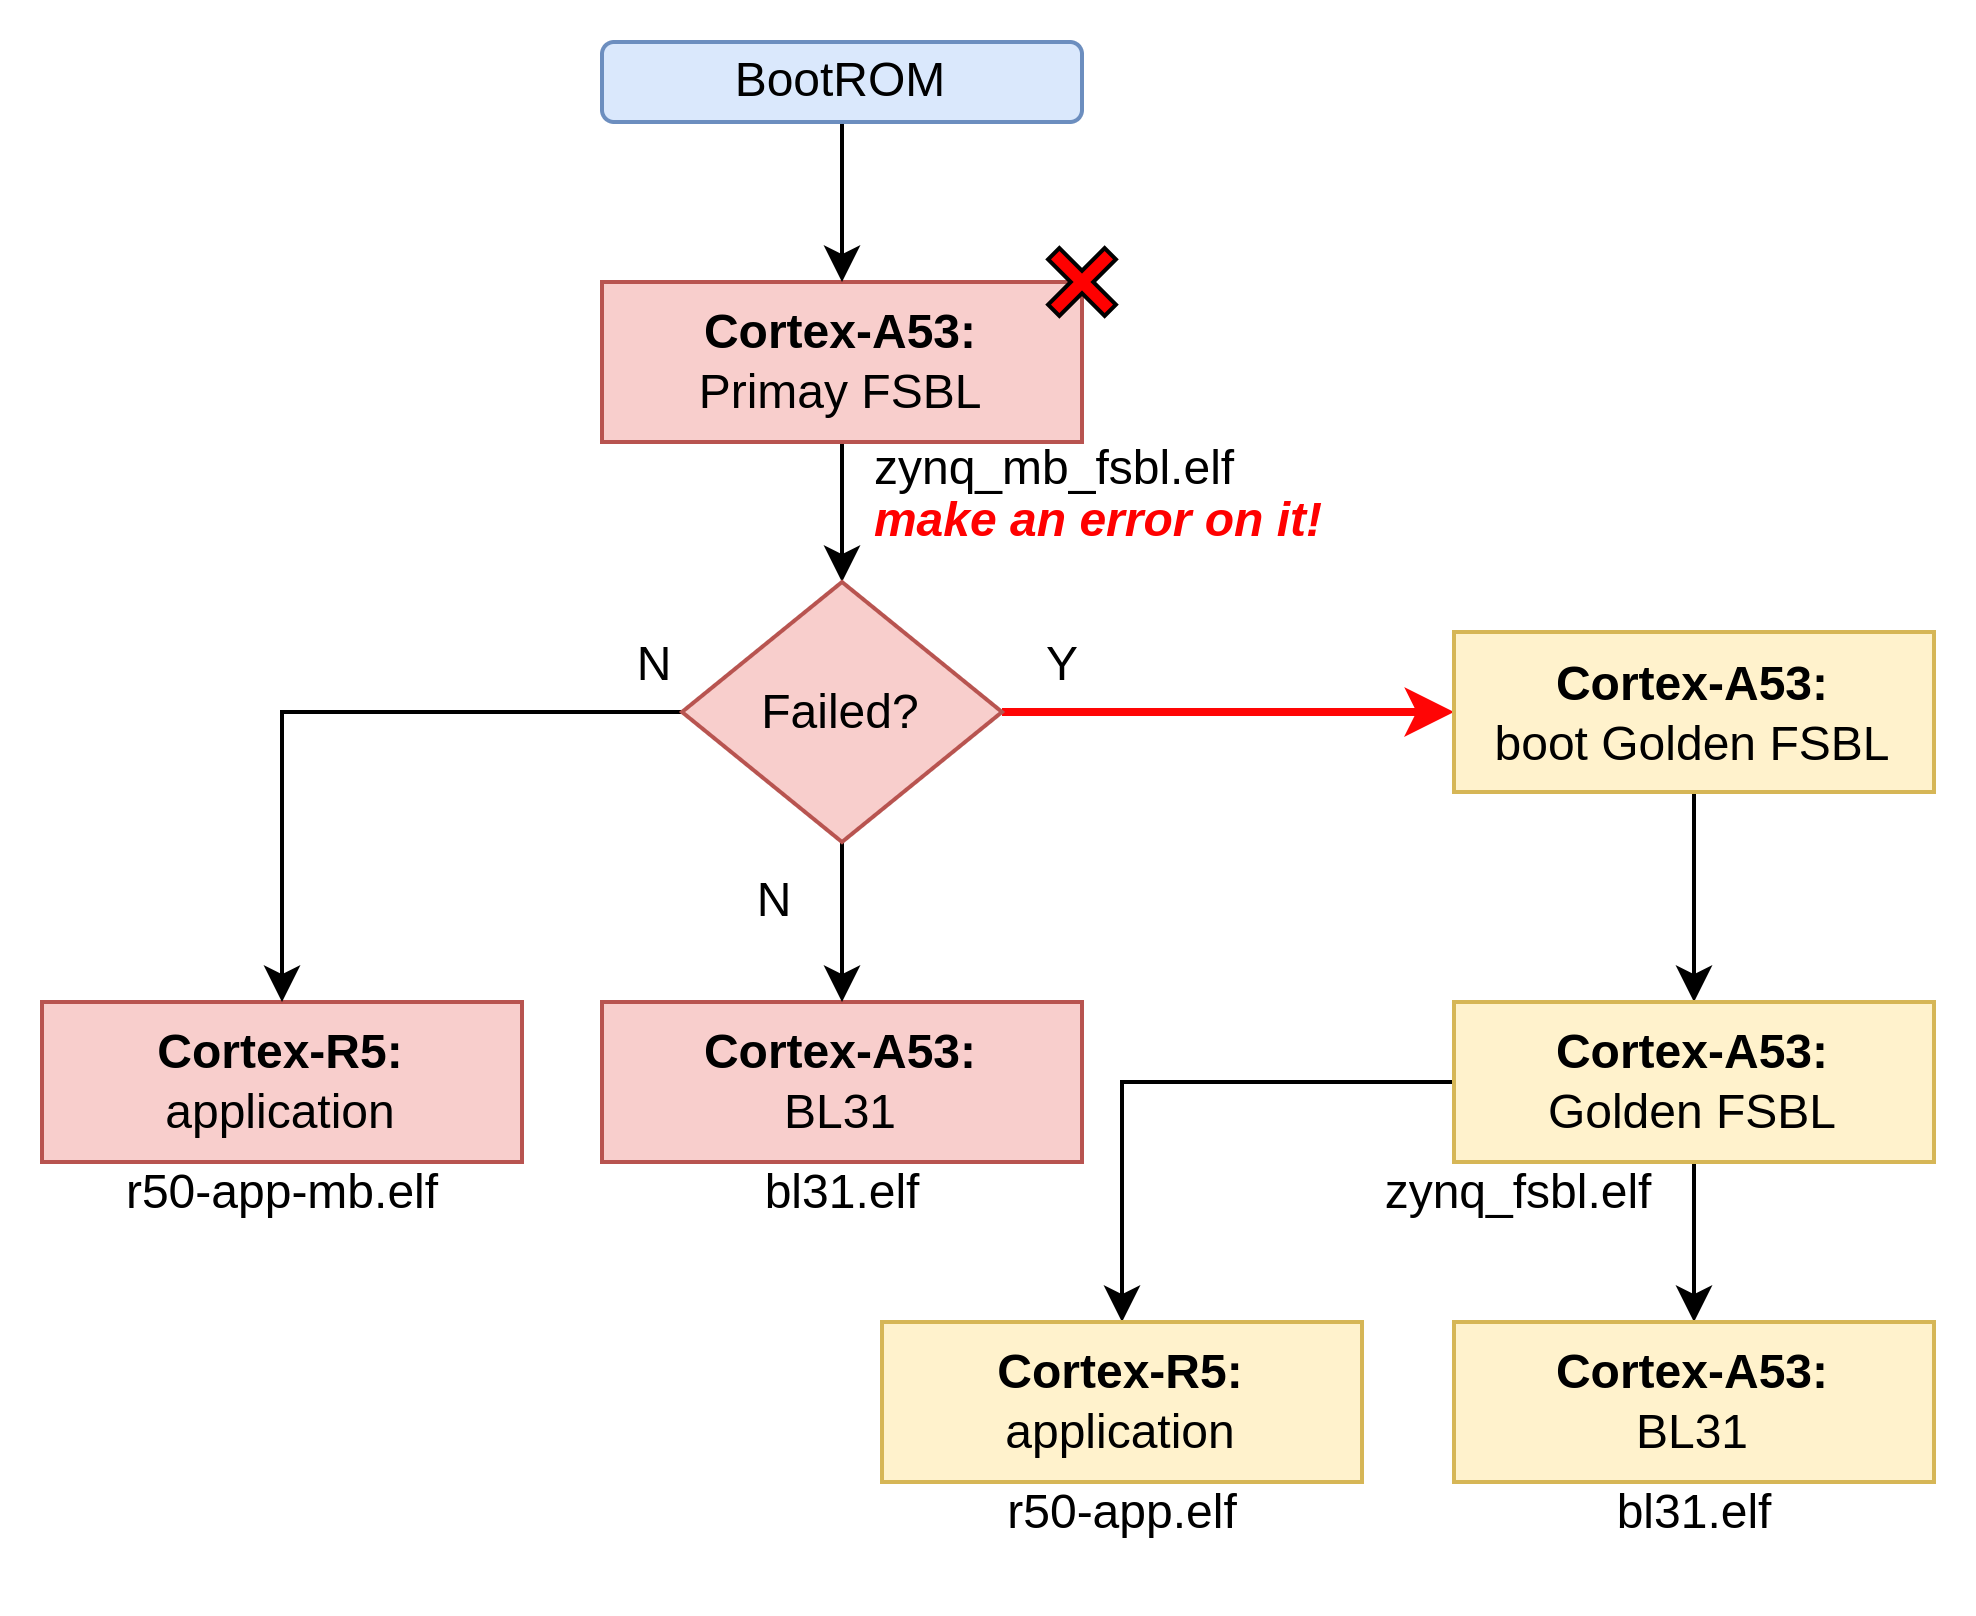 BootROM
Cortex-A53:
Primay FSBL
zynq_mb_fsbl.elf
make an error on it!
N
Y
Failed?
Cortex-A53:
boot Golden FSBL
N
Cortex-R5:
application
r50-app-mb.elf
Cortex-A53:
BL31
bl31.elf
Cortex-A53:
Golden FSBL
zynq_fsbl.elf
Cortex-R5:
application
r50-app.elf
Cortex-A53:
BL31
bl31.elf